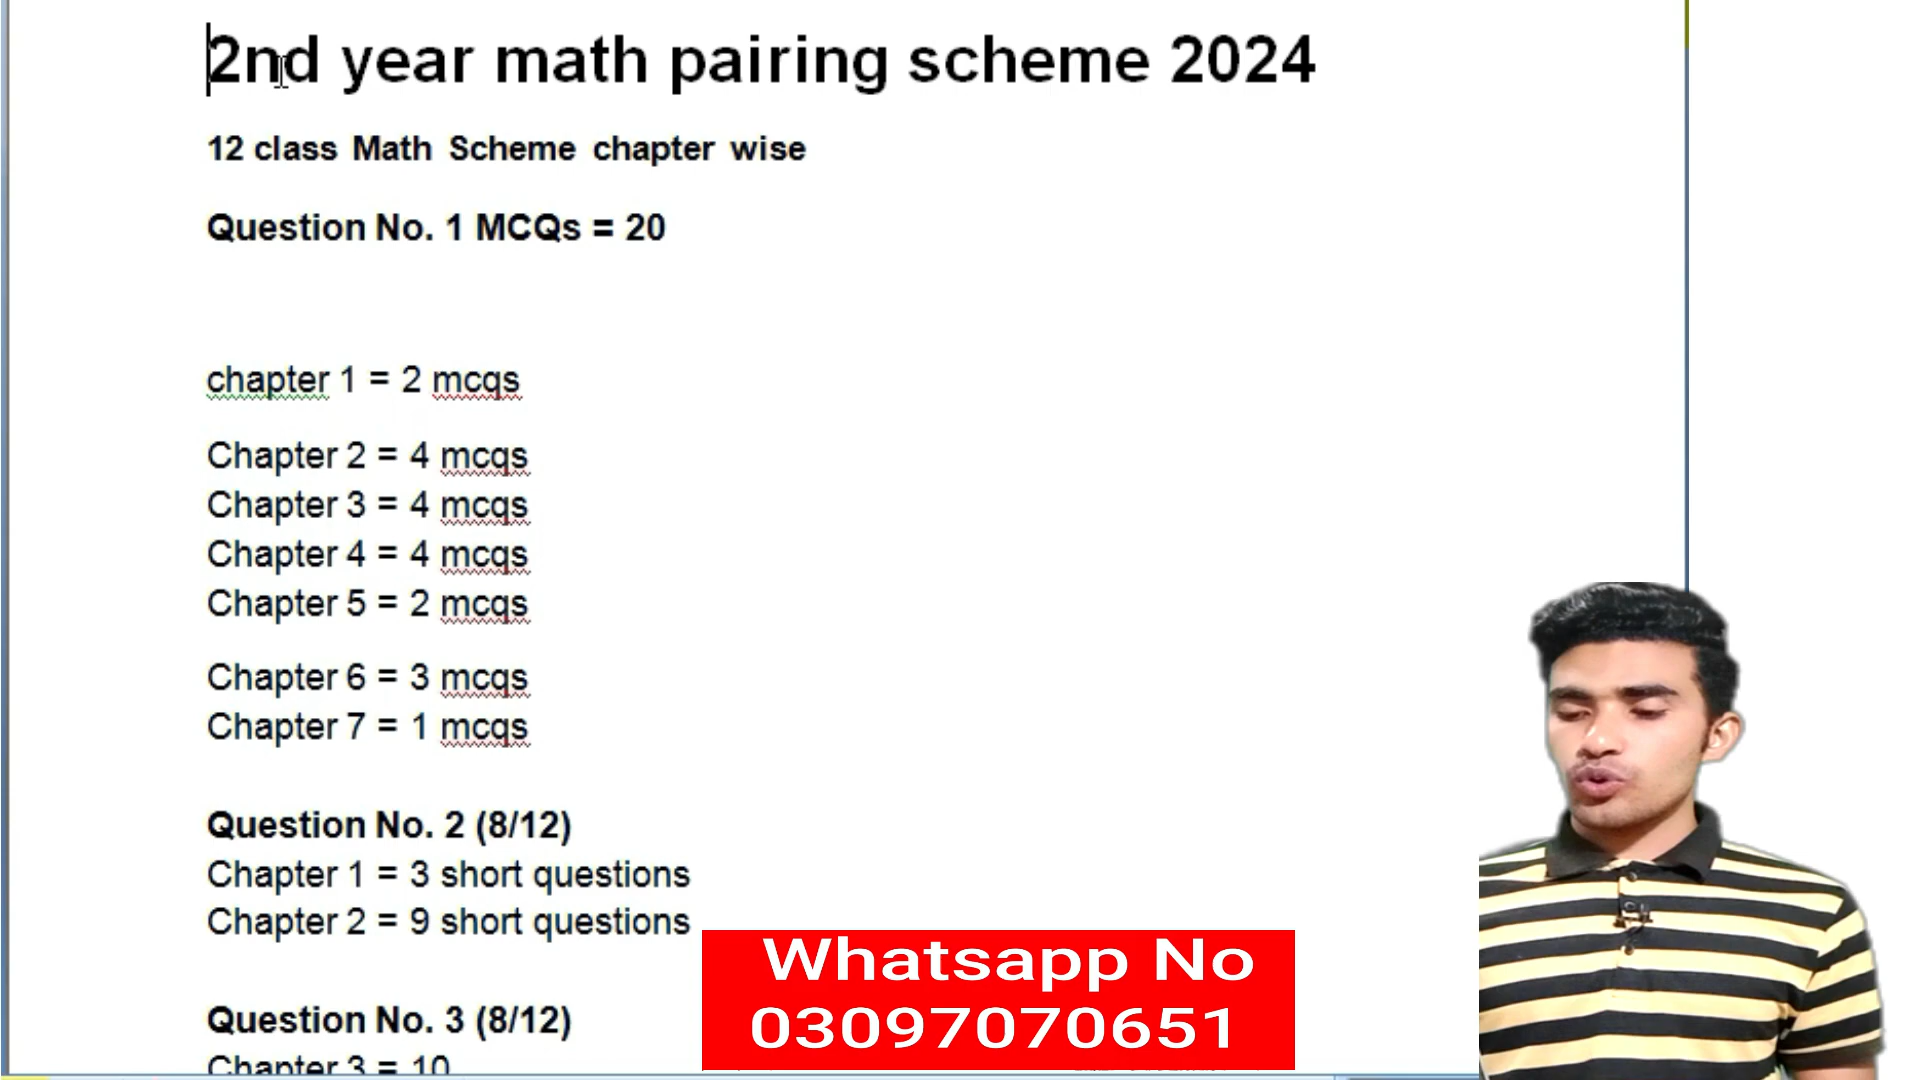 2nd year math pairing scheme 2024
12 class Math Scheme chapter wise
Question No. 1 MCQs = 20
chapter 1 = 2 mcqs
Chapter 2 = 4 mcqs
Chapter 3 = 4 mcqs
Chapter 4 = 4 mcqs
Chapter 5 = 2 mcqs
Chapter 6 = 3 mcqs
Chapter 7 = 1 mcqs
Question No. 2 (8/12)
Chapter 1 = 3 short questions
Chapter 2 = 9 short questions
Question No. 3 (8/12)
Chapter 3 = 10
Whatsapp No
03097070651